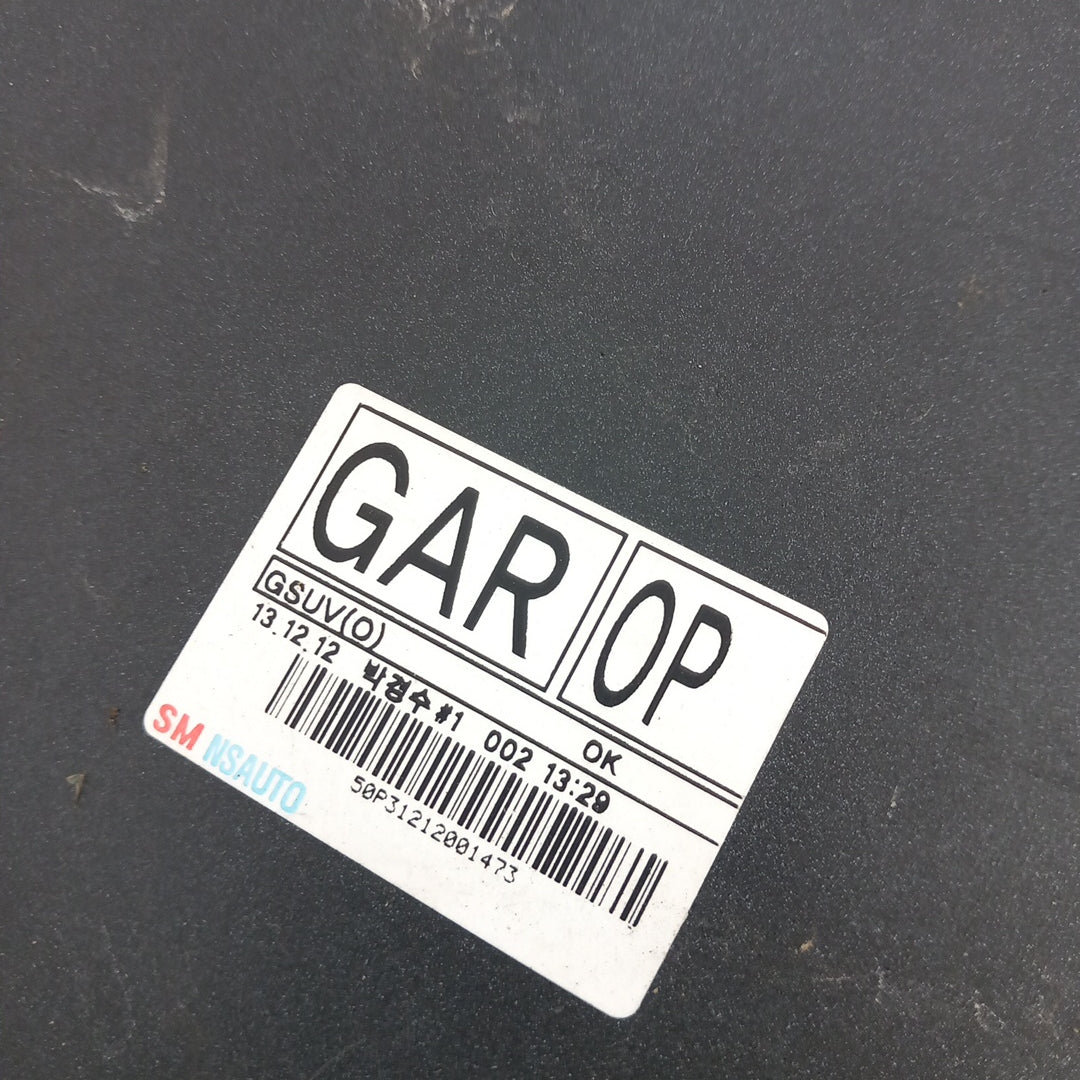 GAR OP
GSUV(O) OK
13.12.12 박경수 #1 002 13:29
50P31212001473
SM NSAUTO